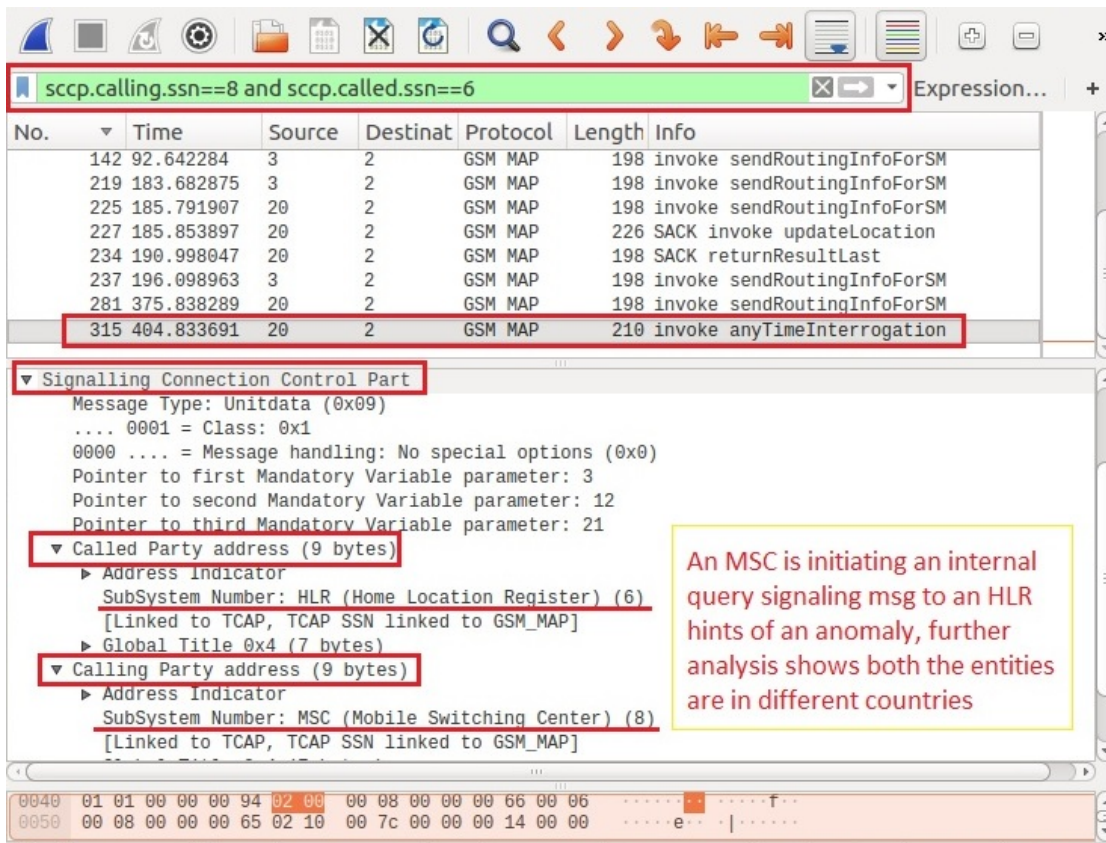 sccp.calling.ssn==8 and sccp.called.ssn==6 Expression... +
No. Time Source Destinat Protocol Length Info
142 92.642284 3 2 GSM MAP 198 invoke sendRoutingInfoForSM
219 183.682875 3 2 GSM MAP 198 invoke sendRoutingInfoForSM
225 185.791907 20 2 GSM MAP 198 invoke sendRoutingInfoForSM
227 185.853897 20 2 GSM MAP 226 SACK invoke updateLocation
234 190.998047 20 2 GSM MAP 198 SACK returnResultLast
237 196.098963 3 2 GSM MAP 198 invoke sendRoutingInfoForSM
281 375.838289 20 2 GSM MAP 198 invoke sendRoutingInfoForSM
315 404.833691 20 2 GSM MAP 210 invoke anyTimeInterrogation
Signalling Connection Control Part
Message Type: Unitdata (0x09)
.... 0001 = Class: 0x1
0000 .... = Message handling: No special options (0x0)
Pointer to first Mandatory Variable parameter: 3
Pointer to second Mandatory Variable parameter: 12
Pointer to third Mandatory Variable parameter: 21
Called Party address (9 bytes)
Address Indicator
SubSystem Number: HLR (Home Location Register) (6)
[Linked to TCAP, TCAP SSN linked to GSM_MAP]
Global Title 0x4 (7 bytes)
Calling Party address (9 bytes)
Address Indicator
SubSystem Number: MSC (Mobile Switching Center) (8)
[Linked to TCAP, TCAP SSN linked to GSM_MAP]
An MSC is initiating an internal
query signaling msg to an HLR
hints of an anomaly, further
analysis shows both the entities
are in different countries
0040 01 01 00 00 00 94 02 00 00 08 00 00 00 66 00 06 ........ .....f..
0050 00 08 00 00 00 65 02 10 00 7c 00 00 00 14 00 00 .....e.. .|......